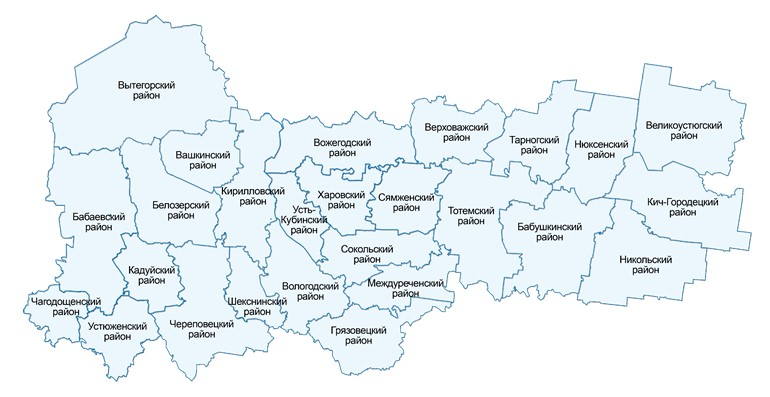 Вытегорский
район
Великоустюгский
район
Верховажский
район
Тарногский
район
Нюксенский
район
Вожегодский
район
Вашкинский
район
Кирилловский
район
Харовский
район
Сямженский
район
Кич-Городецкий
район
Белозерский
район
Усть-
Кубинский
район
Тотемский
район
Бабаевский
район
Бабушкинский
район
Сокольский
район
Никольский
район
Кадуйский
район
Вологодский
район
Междуреченский
район
Чагодощенский
район
Шекснинский
район
Устюженский
район
Череповецкий
район
Грязовецкий
район